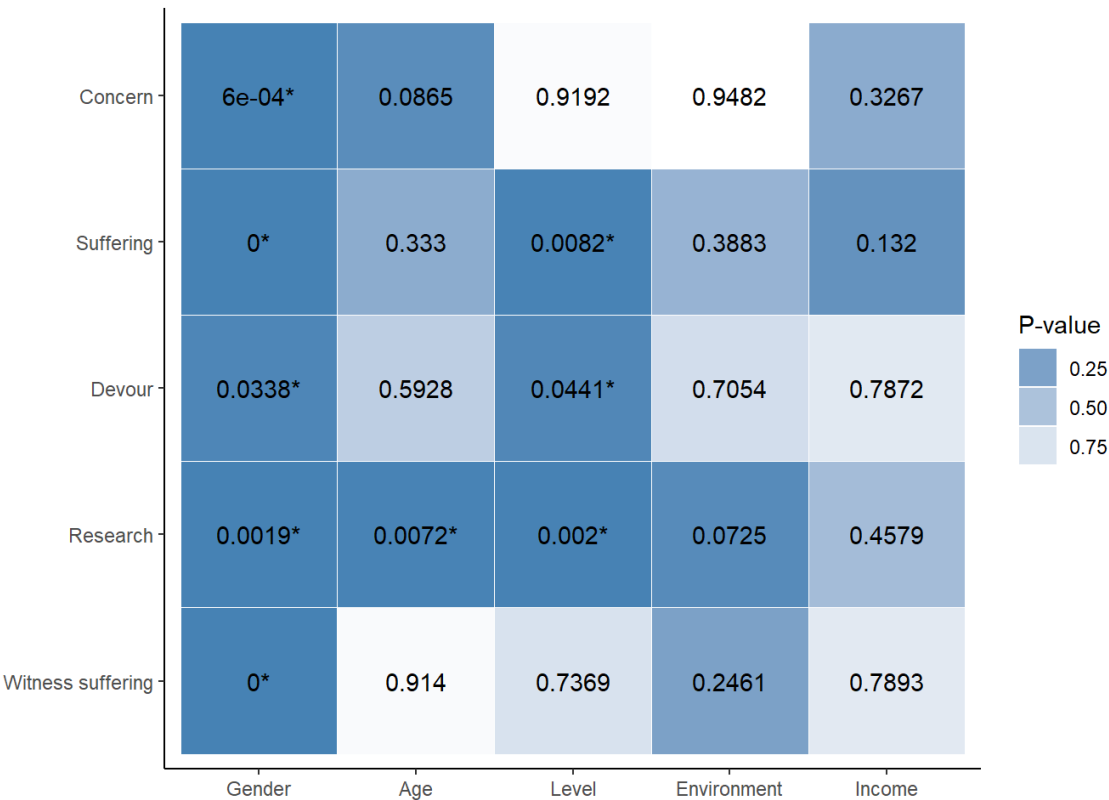 Concern 6e-04* 0.0865 0.9192 0.9482 0.3267
Suffering 0* 0.333 0.0082* 0.3883 0.132
Devour 0.0338* 0.5928 0.0441* 0.7054 0.7872
Research 0.0019* 0.0072* 0.002* 0.0725 0.4579
Witness suffering 0* 0.914 0.7369 0.2461 0.7893
Gender Age Level Environment Income
P-value
0.25
0.50
0.75